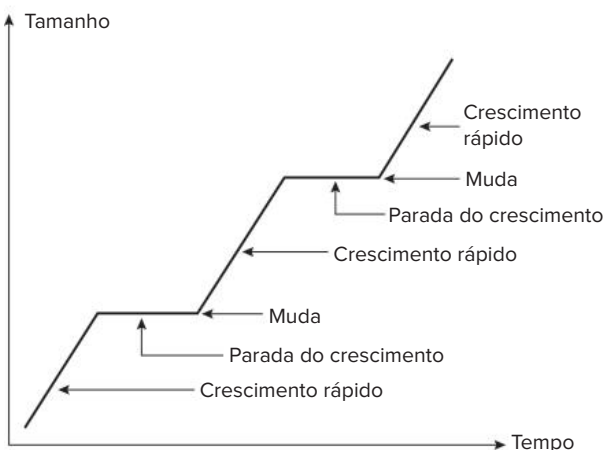 Tamanho
Crescimento
rápido
Muda
Parada do crescimento
Crescimento rápido
Muda
Parada do crescimento
Crescimento rápido
Tempo